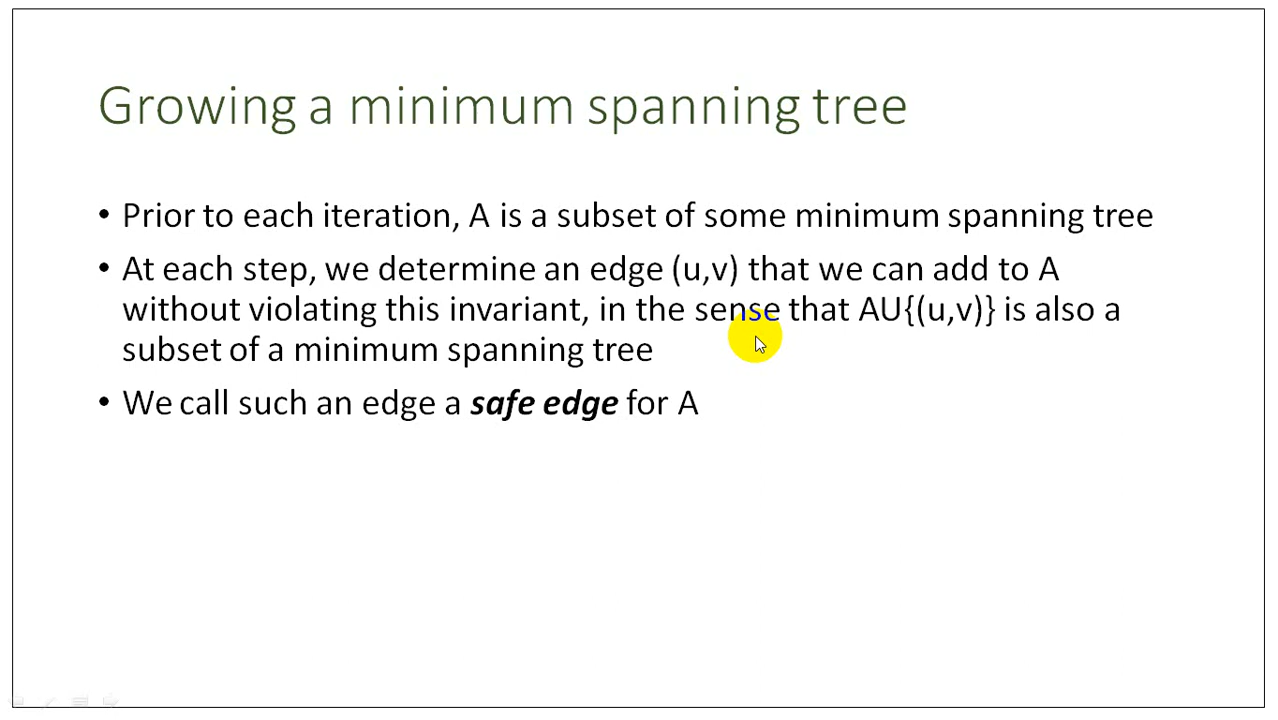 Growing a minimum spanning tree
• Prior to each iteration, A is a subset of some minimum spanning tree
• At each step, we determine an edge (u,v) that we can add to A
without violating this invariant, in the sense that AU{(u,v)} is also a
subset of a minimum spanning tree
• We call such an edge a safe edge for A